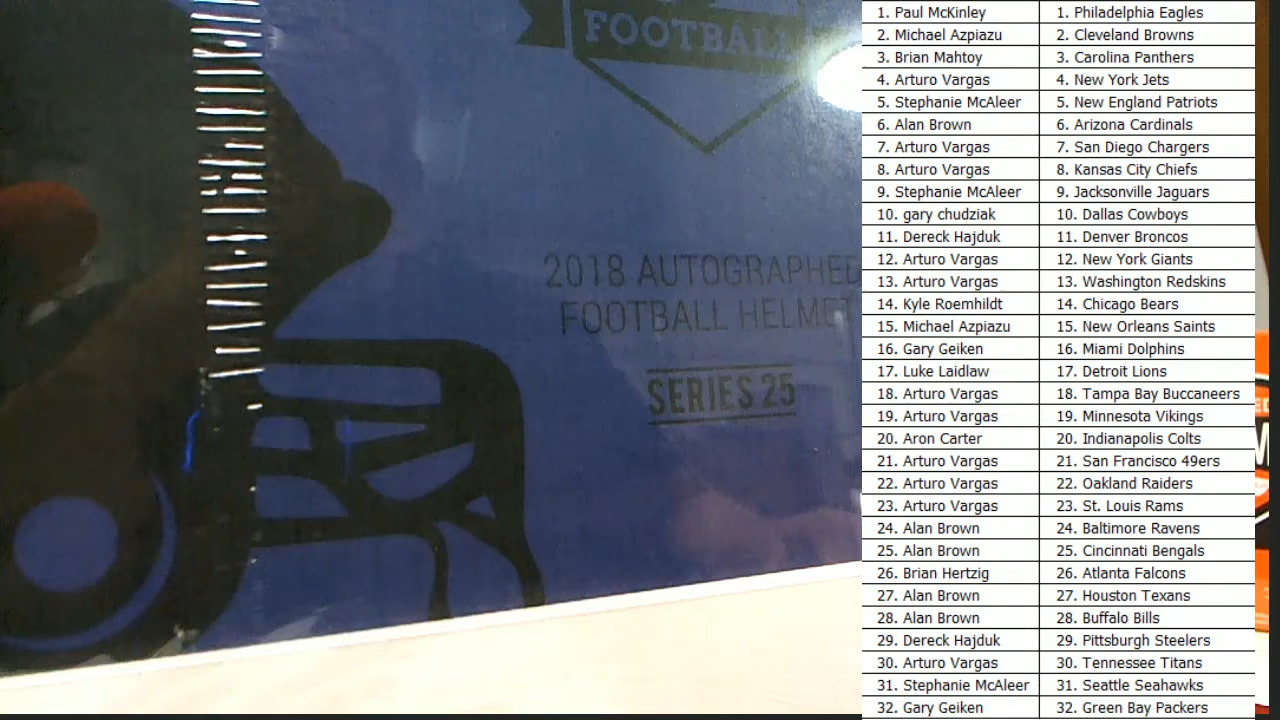 FOOTBALL
2018 AUTOGRAPHED
FOOTBALL HELMET
SERIES 25
1. Paul McKinley 1. Philadelphia Eagles
2. Michael Azpiazu 2. Cleveland Browns
3. Brian Mahtoy 3. Carolina Panthers
4. Arturo Vargas 4. New York Jets
5. Stephanie McAleer 5. New England Patriots
6. Alan Brown 6. Arizona Cardinals
7. Arturo Vargas 7. San Diego Chargers
8. Arturo Vargas 8. Kansas City Chiefs
9. Stephanie McAleer 9. Jacksonville Jaguars
10. gary chudziak 10. Dallas Cowboys
11. Dereck Hajduk 11. Denver Broncos
12. Arturo Vargas 12. New York Giants
13. Arturo Vargas 13. Washington Redskins
14. Kyle Roemhildt 14. Chicago Bears
15. Michael Azpiazu 15. New Orleans Saints
16. Gary Geiken 16. Miami Dolphins
17. Luke Laidlaw 17. Detroit Lions
18. Arturo Vargas 18. Tampa Bay Buccaneers
19. Arturo Vargas 19. Minnesota Vikings
20. Aron Carter 20. Indianapolis Colts
21. Arturo Vargas 21. San Francisco 49ers
22. Arturo Vargas 22. Oakland Raiders
23. Arturo Vargas 23. St. Louis Rams
24. Alan Brown 24. Baltimore Ravens
25. Alan Brown 25. Cincinnati Bengals
26. Brian Hertzig 26. Atlanta Falcons
27. Alan Brown 27. Houston Texans
28. Alan Brown 28. Buffalo Bills
29. Dereck Hajduk 29. Pittsburgh Steelers
30. Arturo Vargas 30. Tennessee Titans
31. Stephanie McAleer 31. Seattle Seahawks
32. Gary Geiken 32. Green Bay Packers